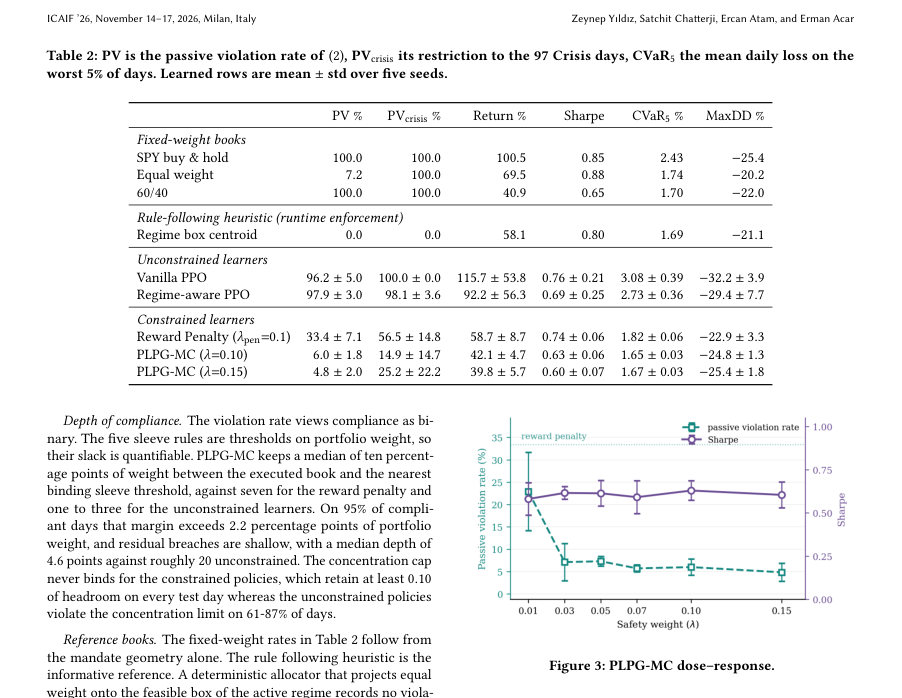 ICAIF '26, November 14–17, 2026, Milan, Italy
Zeynep Yıldız, Satchit Chatterji, Ercan Atam, and Erman Acar
Table 2: PV is the passive violation rate of (2), PVcrisis its restriction to the 97 Crisis days, CVaR5 the mean daily loss on the
worst 5% of days. Learned rows are mean ± std over five seeds.
PV % PVcrisis % Return % Sharpe CVaR5 % MaxDD %
Fixed-weight books
SPY buy & hold 100.0 100.0 100.5 0.85 2.43 −25.4
Equal weight 7.2 100.0 69.5 0.88 1.74 −20.2
60/40 100.0 100.0 40.9 0.65 1.70 −22.0
Rule-following heuristic (runtime enforcement)
Regime box centroid 0.0 0.0 58.1 0.80 1.69 −21.1
Unconstrained learners
Vanilla PPO 96.2 ± 5.0 100.0 ± 0.0 115.7 ± 53.8 0.76 ± 0.21 3.08 ± 0.39 −32.2 ± 3.9
Regime-aware PPO 97.9 ± 3.0 98.1 ± 3.6 92.2 ± 56.3 0.69 ± 0.25 2.73 ± 0.36 −29.4 ± 7.7
Constrained learners
Reward Penalty (λpen=0.1) 33.4 ± 7.1 56.5 ± 14.8 58.7 ± 8.7 0.74 ± 0.06 1.82 ± 0.06 −22.9 ± 3.3
PLPG-MC (λ=0.10) 6.0 ± 1.8 14.9 ± 14.7 42.1 ± 4.7 0.63 ± 0.06 1.65 ± 0.03 −24.8 ± 1.3
PLPG-MC (λ=0.15) 4.8 ± 2.0 25.2 ± 22.2 39.8 ± 5.7 0.60 ± 0.07 1.67 ± 0.03 −25.4 ± 1.8
Depth of compliance. The violation rate views compliance as bi-
nary. The five sleeve rules are thresholds on portfolio weight, so
their slack is quantifiable. PLPG-MC keeps a median of ten percent-
age points of weight between the executed book and the nearest
binding sleeve threshold, against seven for the reward penalty and
one to three for the unconstrained learners. On 95% of compli-
ant days that margin exceeds 2.2 percentage points of portfolio
weight, and residual breaches are shallow, with a median depth of
4.6 points against roughly 20 unconstrained. The concentration cap
never binds for the constrained policies, which retain at least 0.10
of headroom on every test day whereas the unconstrained policies
violate the concentration limit on 61-87% of days.
Reference books. The fixed-weight rates in Table 2 follow from
the mandate geometry alone. The rule following heuristic is the
informative reference. A deterministic allocator that projects equal
weight onto the feasible box of the active regime records no viola-
passive violation rate
Sharpe
reward penalty
Passive violation rate (%)
35
30
25
20
15
10
5
0
1.00
0.75
0.50
0.25
0.00
Sharpe
0.01 0.03 0.05 0.07 0.10 0.15
Safety weight (λ)
Figure 3: PLPG-MC dose–response.